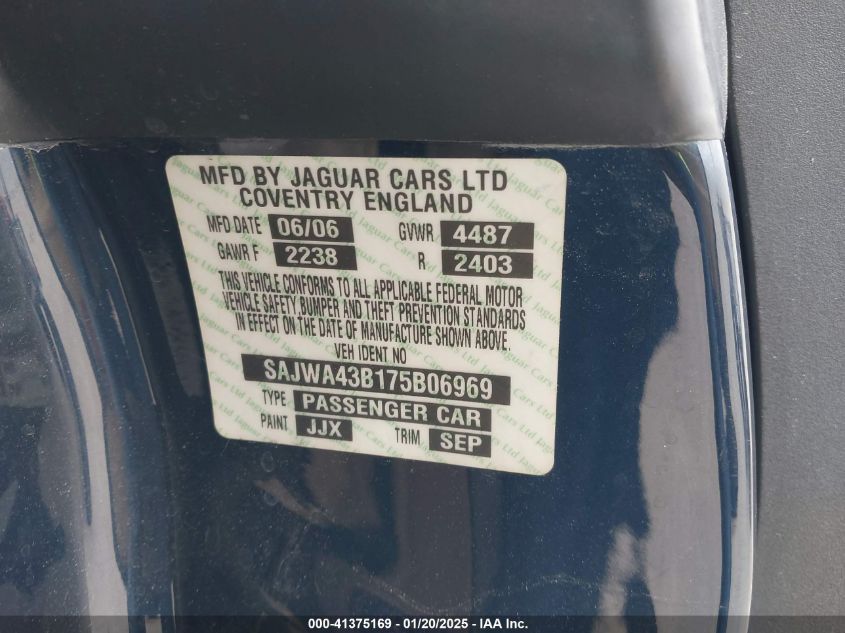 MFD BY JAGUAR CARS LTD
COVENTRY ENGLAND
MFD DATE 06/06 GVWR 4487
GAWR F 2238 R 2403
THIS VEHICLE CONFORMS TO ALL APPLICABLE FEDERAL MOTOR
VEHICLE SAFETY, BUMPER AND THEFT PREVENTION STANDARDS
IN EFFECT ON THE DATE OF MANUFACTURE SHOWN ABOVE.
VEH IDENT NO
SAJWA43B175B06969
TYPE PASSENGER CAR
PAINT JJX TRIM SEP
000-41375169 - 01/20/2025 - IAA Inc.